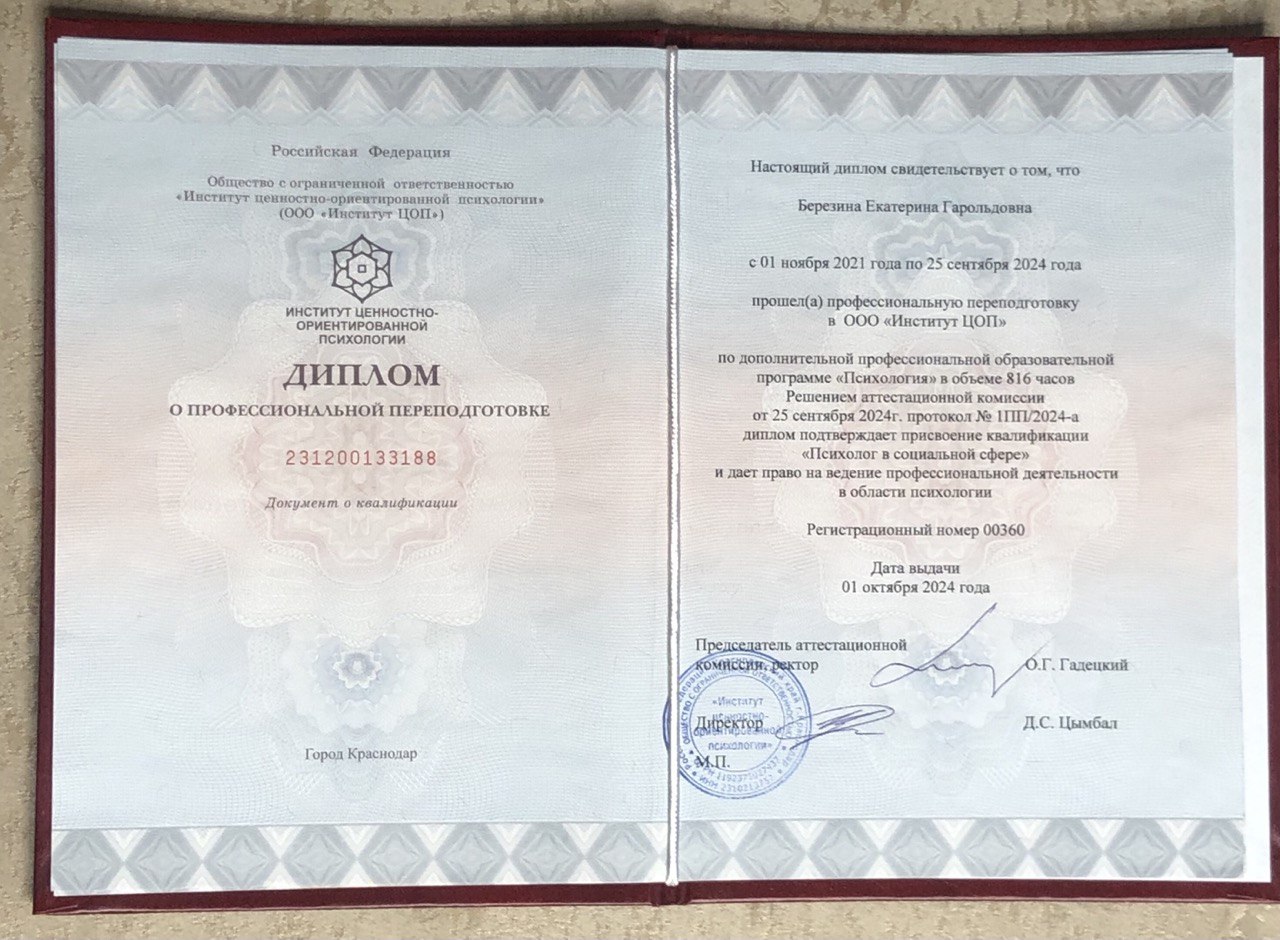 Российская Федерация
Общество с ограниченной ответственностью
«Институт ценностно-ориентированной психологии»
(ООО «Институт ЦОП»)
ИНСТИТУТ ЦЕННОСТНО-
ОРИЕНТИРОВАННОЙ
ПСИХОЛОГИИ
ДИПЛОМ
О ПРОФЕССИОНАЛЬНОЙ ПЕРЕПОДГОТОВКЕ
231200133188
Документ о квалификации
Город Краснодар
Настоящий диплом свидетельствует о том, что
Березина Екатерина Гарольдовна
с 01 ноября 2021 года по 25 сентября 2024 года
прошел(а) профессиональную переподготовку
в ООО «Институт ЦОП»
по дополнительной профессиональной образовательной
программе «Психология» в объеме 816 часов
Решением аттестационной комиссии
от 25 сентября 2024г. протокол № 1ПП/2024-а
диплом подтверждает присвоение квалификации
«Психолог в социальной сфере»
и дает право на ведение профессиональной деятельности
в области психологии
Регистрационный номер 00360
Дата выдачи
01 октября 2024 года
Председатель аттестационной
комиссии, ректор
О.Г. Гадецкий
Директор
Д.С. Цымбал
М.П.
«Институт
ценностно-
ориентированной
психологии»